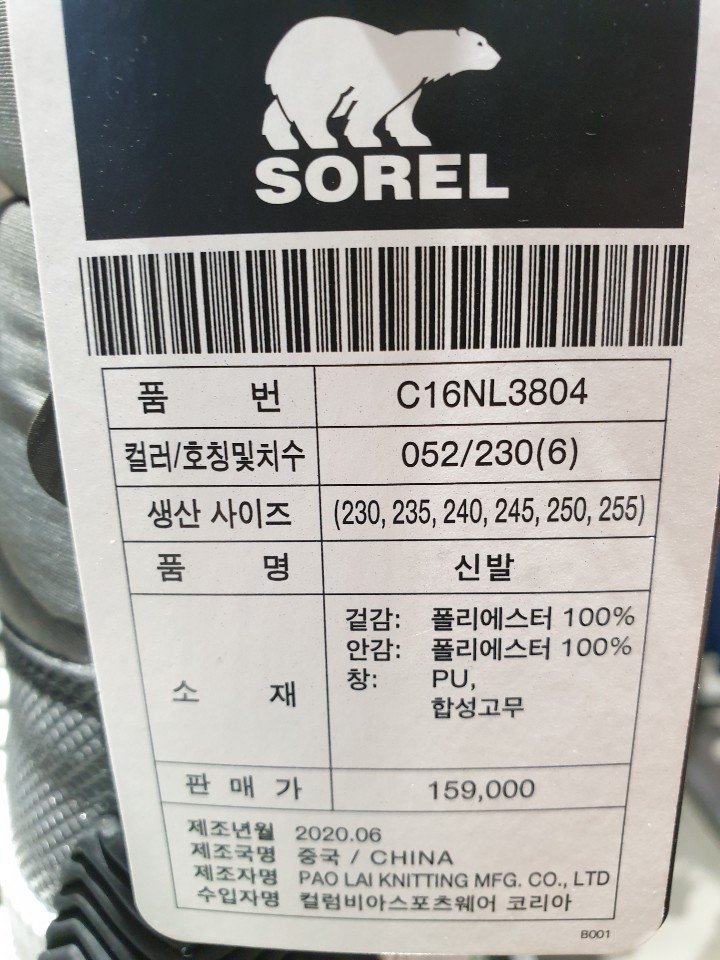 SOREL
품 번 C16NL3804
컬러/호칭및치수 052/230(6)
생산 사이즈 (230, 235, 240, 245, 250, 255)
품 명 신발
소 재 겉감: 폴리에스터 100%
안감: 폴리에스터 100%
창: PU,
합성고무
판 매 가 159,000
제조년월 2020.06
제조국명 중국 / CHINA
제조자명 PAO LAI KNITTING MFG. CO., LTD
수입자명 컬럼비아스포츠웨어 코리아
B001